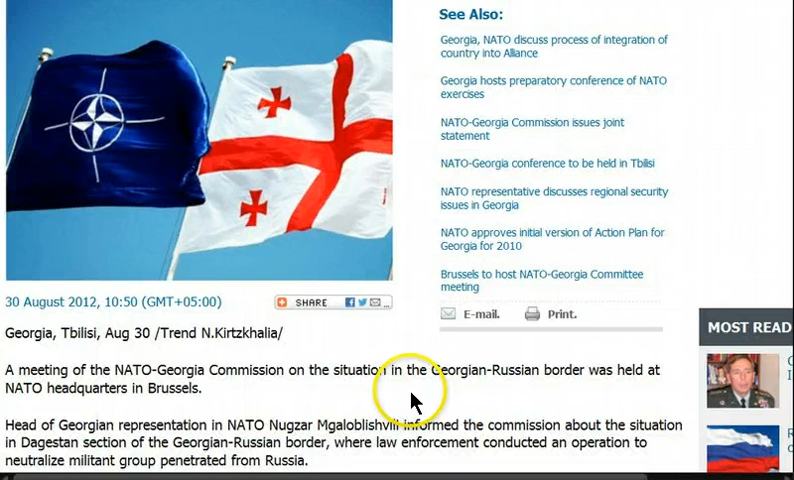 See Also:
Georgia, NATO discuss process of integration of
country into Alliance
Georgia hosts preparatory conference of NATO
exercises
NATO-Georgia Commission issues joint
statement
NATO-Georgia conference to be held in Tbilisi
NATO representative discusses regional security
issues in Georgia
NATO approves initial version of Action Plan for
Georgia for 2010
Brussels to host NATO-Georgia Committee
meeting
E-mail. Print.
30 August 2012, 10:50 (GMT+05:00)
SHARE
MOST READ
Georgia, Tbilisi, Aug 30 /Trend N.Kirtzkhalia/
A meeting of the NATO-Georgia Commission on the situation in the Georgian-Russian border was held at
NATO headquarters in Brussels.
Head of Georgian representation in NATO Nugzar Mgaloblishvili informed the commission about the situation
in Dagestan section of the Georgian-Russian border, where law enforcement conducted an operation to
neutralize militant group penetrated from Russia.